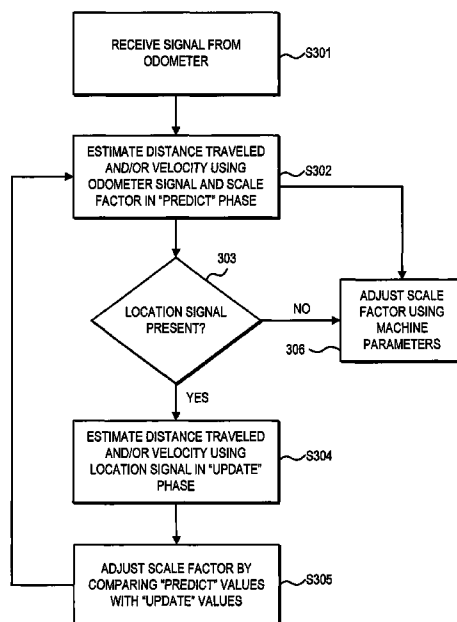 RECEIVE SIGNAL FROM
ODOMETER
S301
ESTIMATE DISTANCE TRAVELED
AND/OR VELOCITY USING
ODOMETER SIGNAL AND SCALE
FACTOR IN "PREDICT" PHASE
S302
303
LOCATION SIGNAL
PRESENT?
NO
ADJUST SCALE
FACTOR USING
MACHINE
PARAMETERS
306
YES
ESTIMATE DISTANCE TRAVELED
AND/OR VELOCITY USING
LOCATION SIGNAL IN "UPDATE"
PHASE
S304
ADJUST SCALE FACTOR BY
COMPARING "PREDICT" VALUES
WITH "UPDATE" VALUES
S305